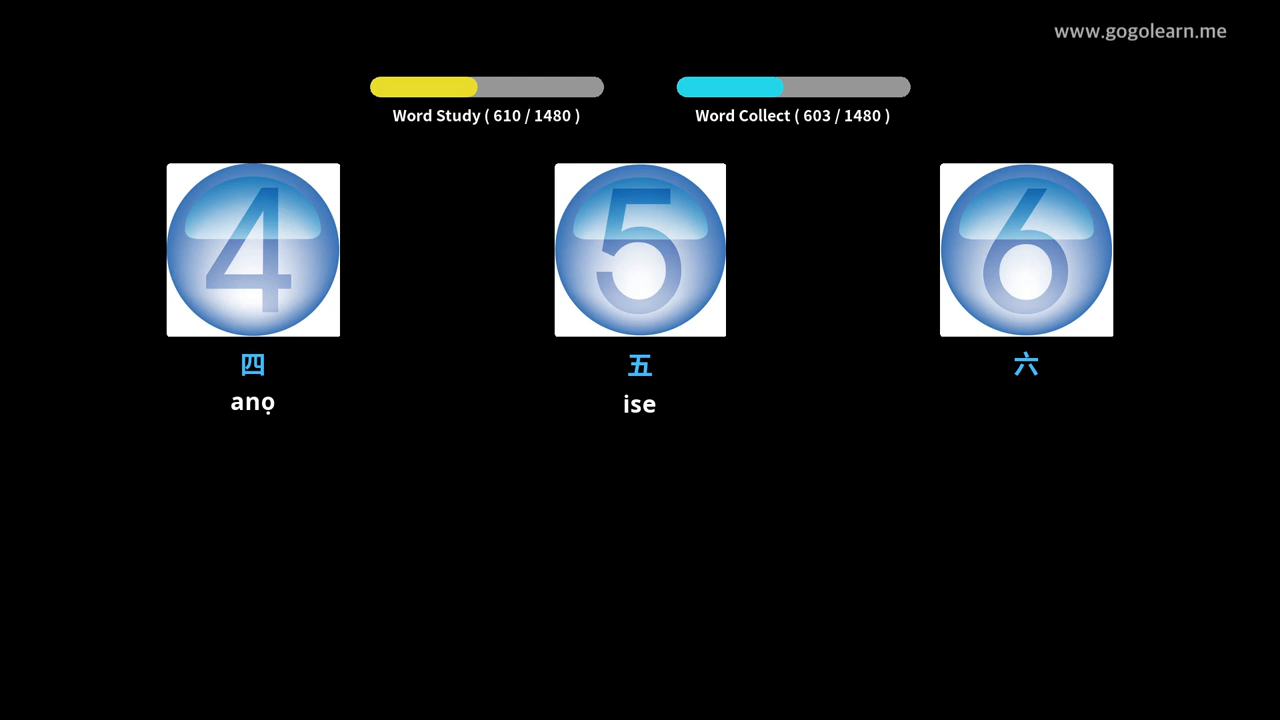 www.gogolearn.me
Word Study ( 610 / 1480 )
Word Collect ( 603 / 1480 )
4
5
6
四
五
六
anọ
ise